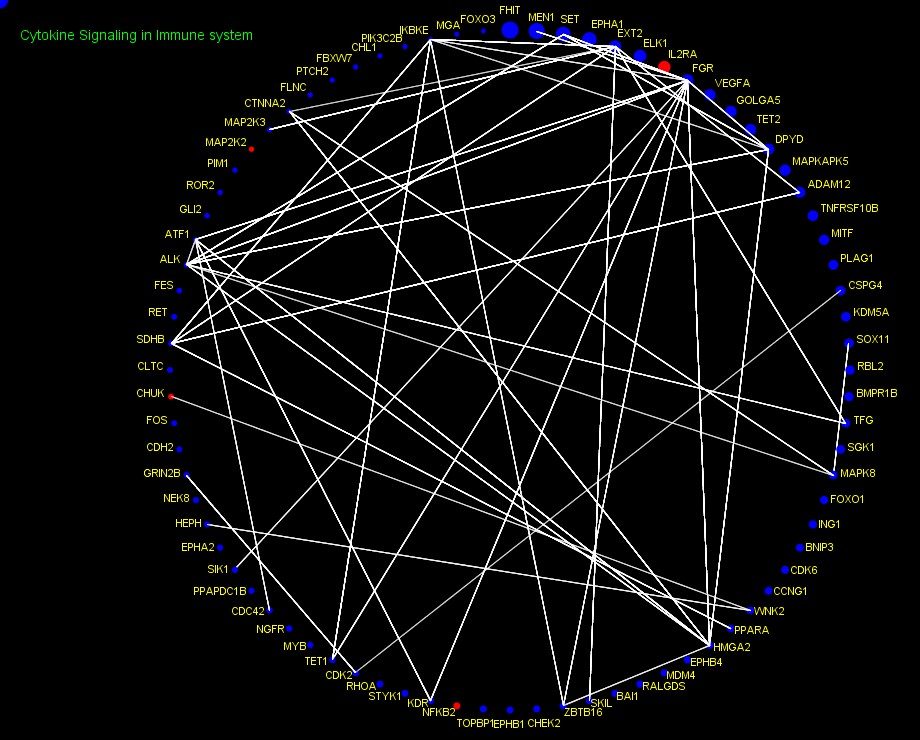 Cytokine Signaling in Immune system
FHIT
MEN1
SET
EPHA1
EXT2
ELK1
IL2RA
FGR
VEGFA
GOLGA5
TET2
DPYD
MAPKAPK5
ADAM12
TNFRSF10B
MITF
PLAG1
CSPG4
KDM5A
SOX11
RBL2
BMPR1B
TFG
SGK1
MAPK8
FOXO1
ING1
BNIP3
CDK6
CCNG1
WNK2
PPARA
HMGA2
EPHB4
MDM4
RALGDS
BAI1
SKIL
ZBTB16
CHEK2
EPHB1
TOPBP1
NFKB2
KDR
STYK1
RHOA
CDK2
TET1
MYB
NGFR
CDC42
PPAPDC1B
SIK1
EPHA2
HEPH
NEK8
GRIN2B
CDH2
FOS
CHUK
CLTC
SDHB
RET
FES
ALK
ATF1
GLI2
ROR2
PIM1
MAP2K2
MAP2K3
CTNNA2
FLNC
PTCH2
FBXW7
CHL1
PIK3C2B
IKBKE
MGA
FOXO3